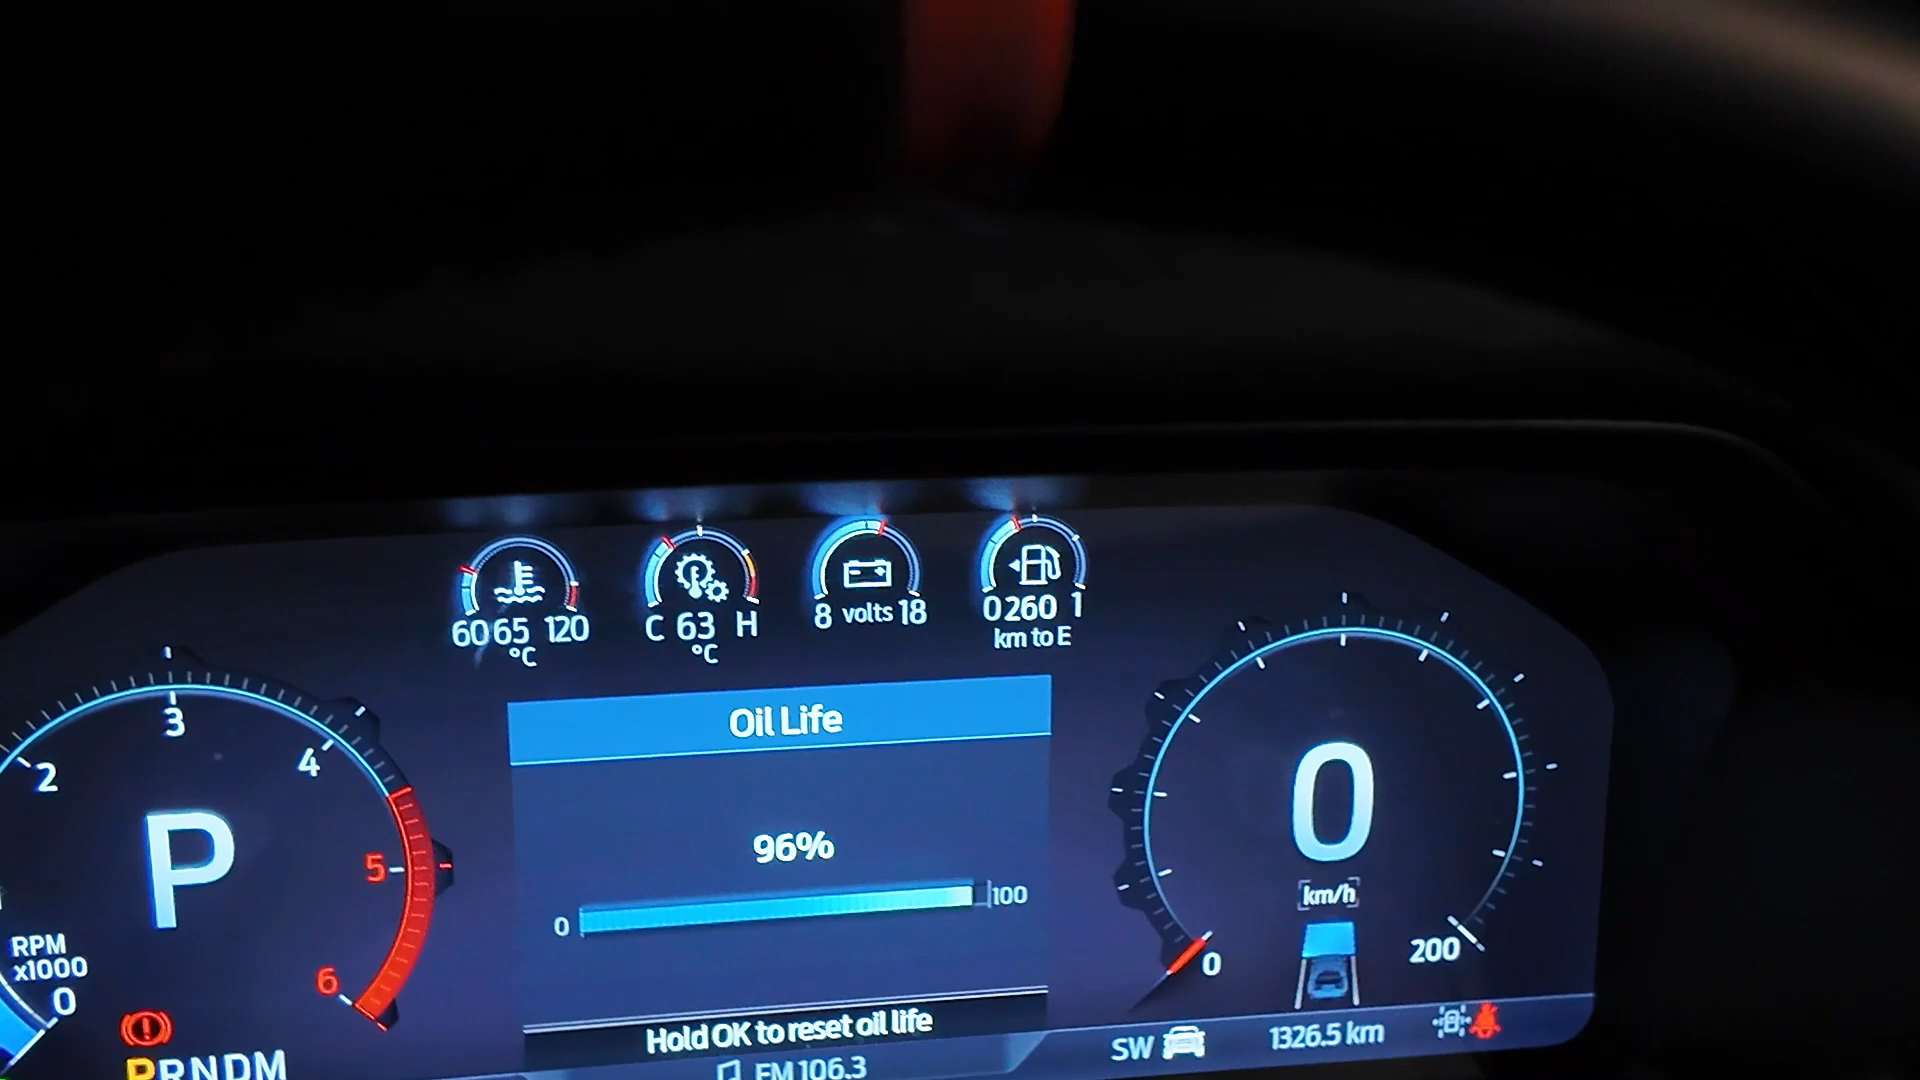 60 65 120
°C
C 63 H
°C
8 volts 18
0 260 1
km to E
2
3
4
5
6
P
RPM
x1000
0
PRNDM
Oil Life
96%
0
100
Hold OK to reset oil life
FM 106.3
0
km/h
0
200
SW
1326.5 km